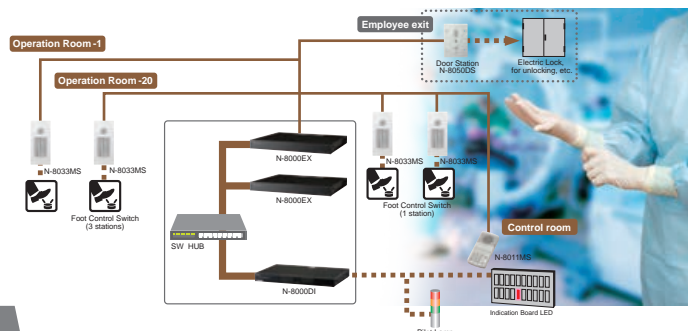 Employee exit
Operation Room -1
Door Station
N-8050DS
Electric Lock,
for unlocking, etc.
Operation Room -20
N-8033MS
N-8033MS
N-8000EX
N-8033MS
N-8033MS
N-8000EX
Foot Control Switch
(3 stations)
Foot Control Switch
(1 station)
Control room
SW HUB
N-8011MS
N-8000DI
Indication Board LED